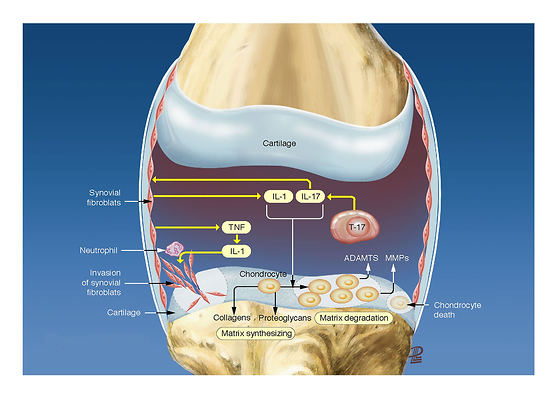 Cartilage
Synovial
fibroblats
IL-1
IL-17
TNF
T-17
Neutrophil
IL-1
ADAMTS
MMPs
Invasion
of synovial
fibroblats
Chondrocyte
Cartilage
Chondrocyte
death
Collagens
Proteoglycans
Matrix degradation
Matrix synthesizing